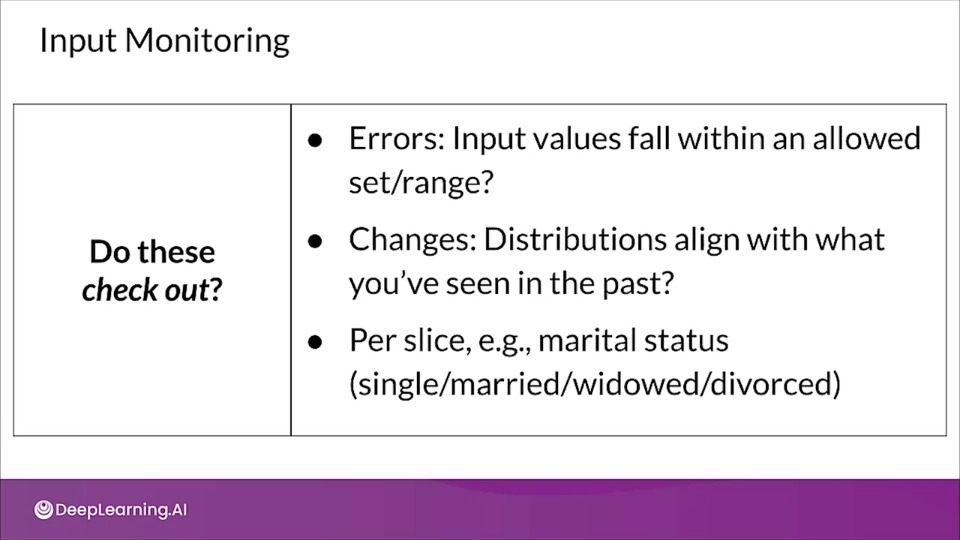 Input Monitoring
Do these
check out?
● Errors: Input values fall within an allowed
set/range?
● Changes: Distributions align with what
you've seen in the past?
● Per slice, e.g., marital status
(single/married/widowed/divorced)
DeepLearning.AI